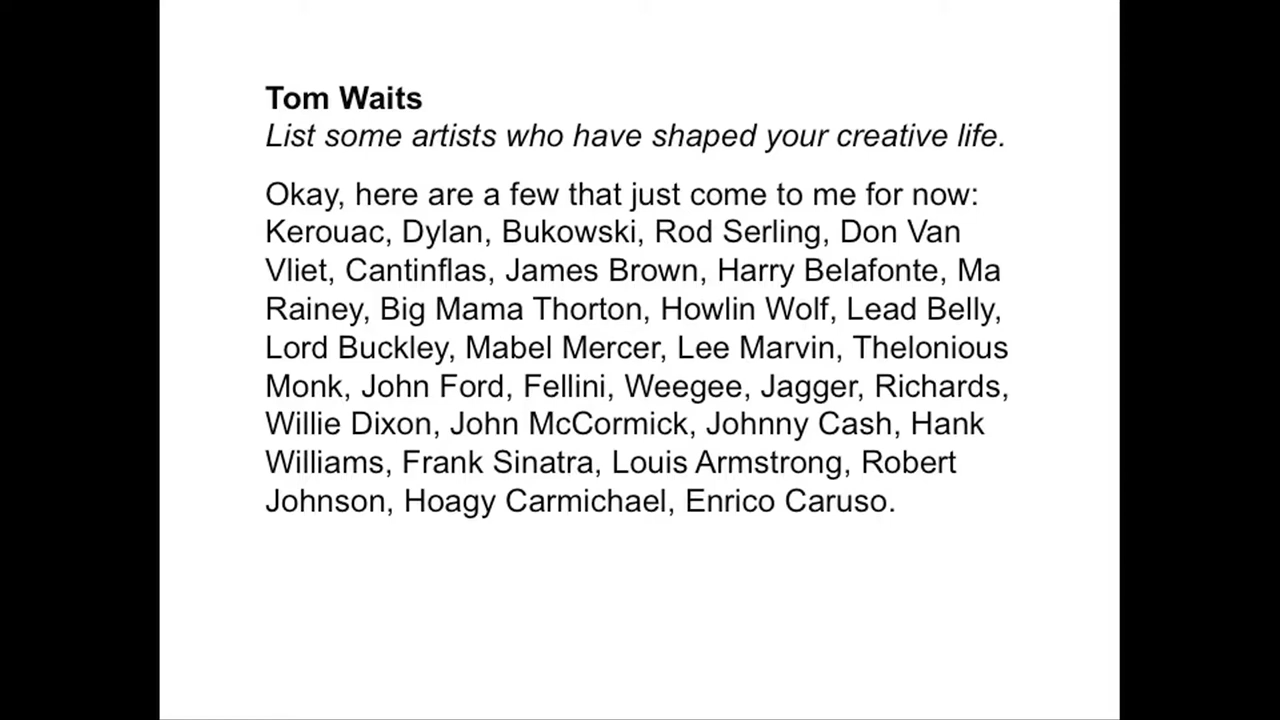 Tom Waits
List some artists who have shaped your creative life.
Okay, here are a few that just come to me for now:
Kerouac, Dylan, Bukowski, Rod Serling, Don Van
Vliet, Cantinflas, James Brown, Harry Belafonte, Ma
Rainey, Big Mama Thorton, Howlin Wolf, Lead Belly,
Lord Buckley, Mabel Mercer, Lee Marvin, Thelonious
Monk, John Ford, Fellini, Weegee, Jagger, Richards,
Willie Dixon, John McCormick, Johnny Cash, Hank
Williams, Frank Sinatra, Louis Armstrong, Robert
Johnson, Hoagy Carmichael, Enrico Caruso.